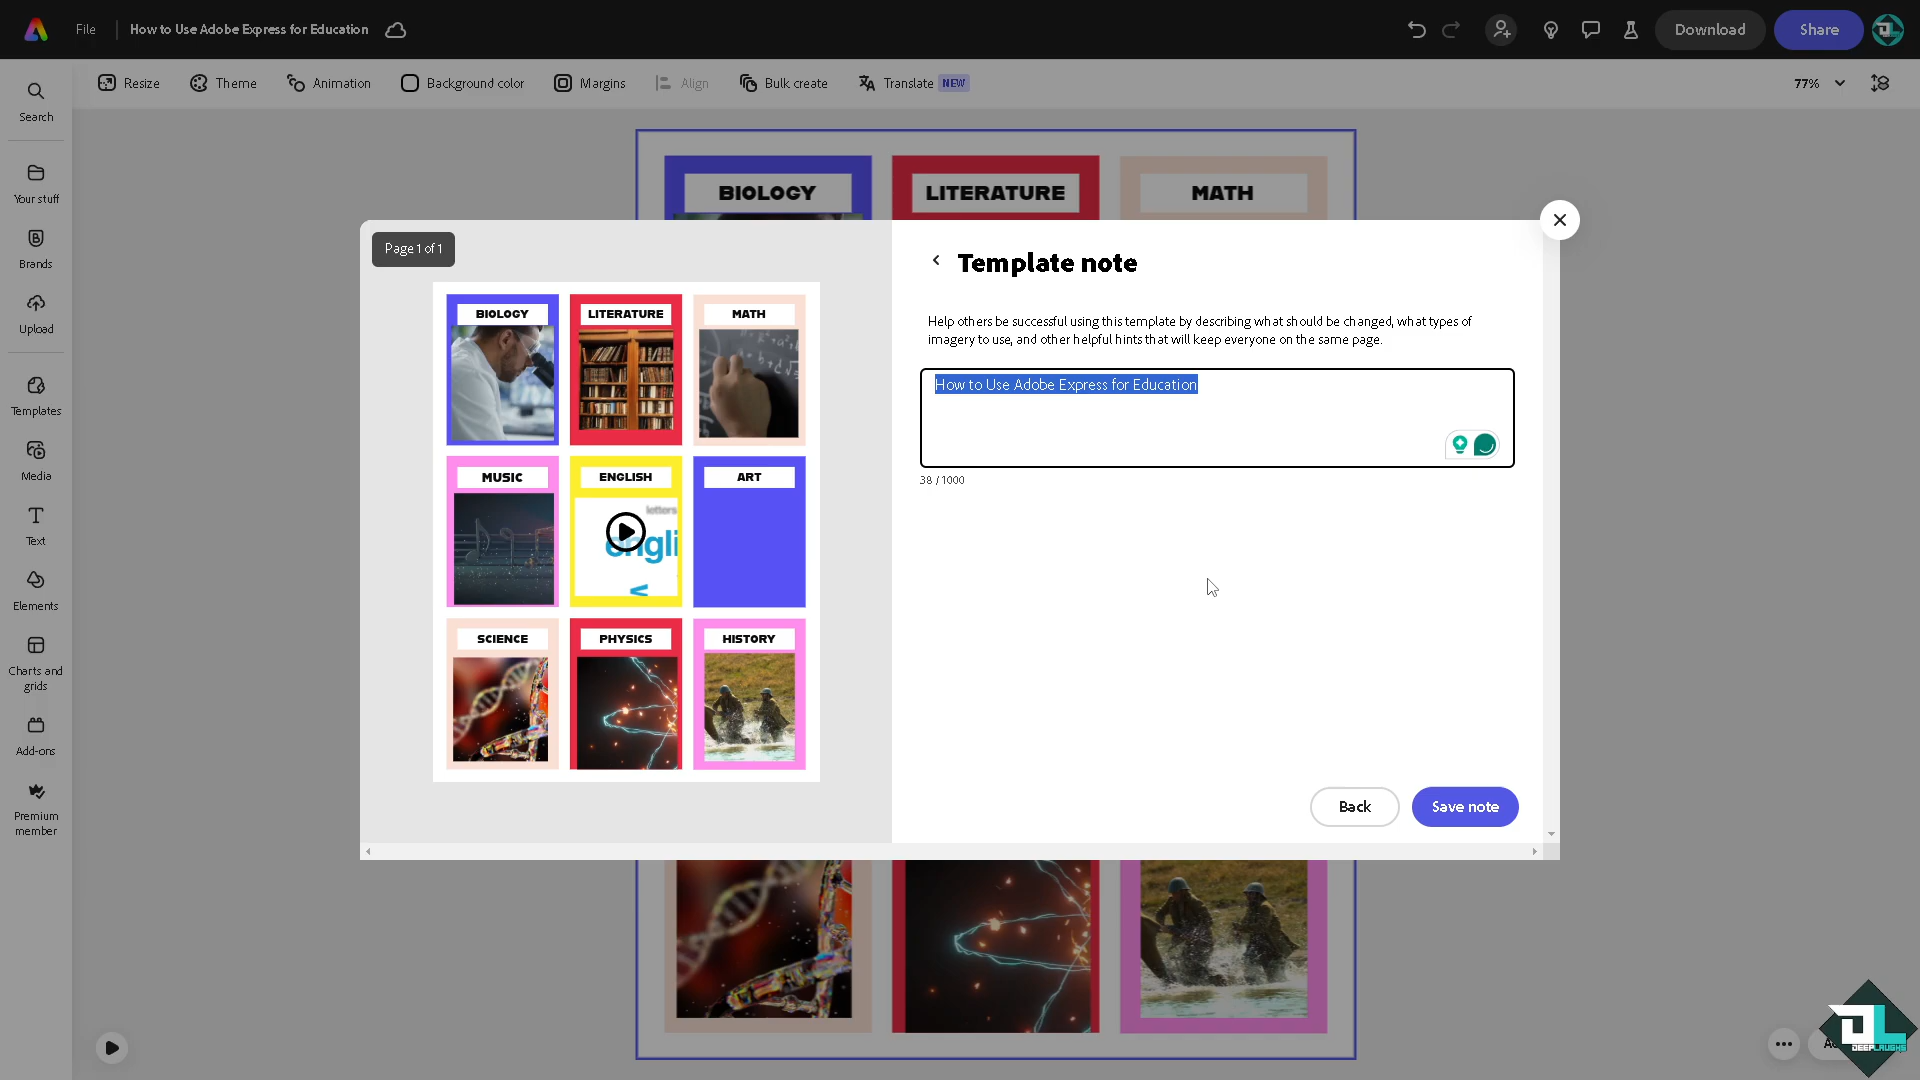 File
How to Use Adobe Express for Education
Download
Share
Resize
Theme
Animation
Background color
Margins
Align
Bulk create
Translate NEW
77%
Search
Your stuff
Brands
Upload
Templates
Media
Text
Elements
Charts and
grids
Add-ons
Premium
member
BIOLOGY
LITERATURE
MATH
Page 1 of 1
BIOLOGY
LITERATURE
MATH
MUSIC
ENGLISH
ART
letters
engli
SCIENCE
PHYSICS
HISTORY
Template note
Help others be successful using this template by describing what should be changed, what types of
imagery to use, and other helpful hints that will keep everyone on the same page.
How to Use Adobe Express for Education
38 / 1000
Back
Save note
DEEPLAUGHS